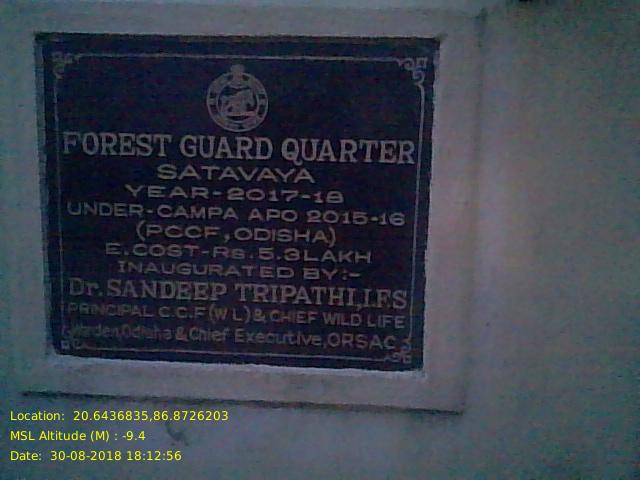 FOREST GUARD QUARTER
SATAVAYA
YEAR-2017-18
UNDER-CAMPA APO 2015-16
(PCCF,ODISHA)
E.COST-Rs.5.3LAKH
INAUGURATED BY:-
Dr.SANDEEP TRIPATHI,I.F.S
PRINCIPAL C.C.F(W L)& CHIEF WILD LIFE
Warden,Odisha & Chief Executive,ORSAC
Location: 20.6436835,86.8726203
MSL Altitude (M) : -9.4
Date: 30-08-2018 18:12:56